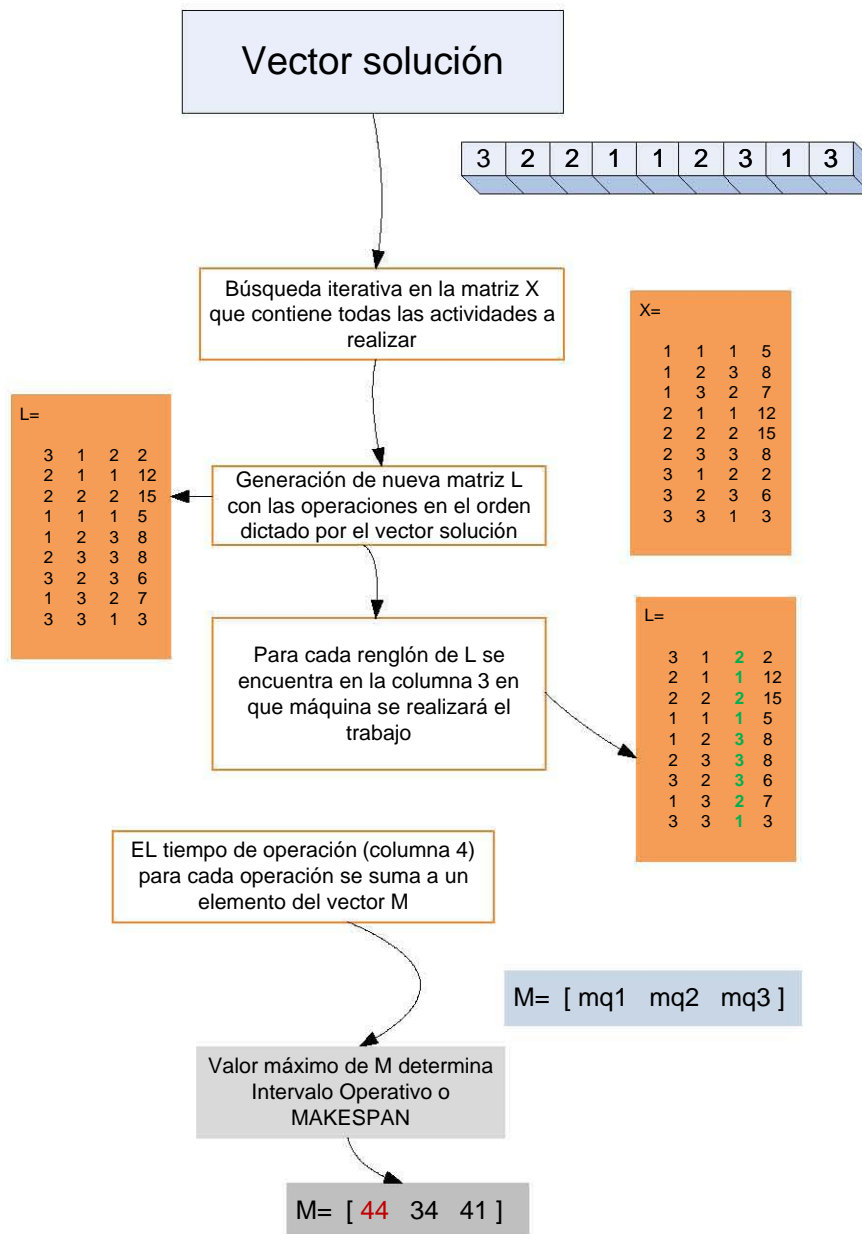 Vector solución
3 2 2 1 1 2 3 1 3
Búsqueda iterativa en la matriz X
que contiene todas las actividades a
realizar
X=
1 1 1 5
1 2 3 8
1 3 2 7
2 1 1 12
2 2 2 15
2 3 3 8
3 1 2 2
3 2 3 6
3 3 1 3
L=
3 1 2 2
2 1 1 12
2 2 2 15
1 1 1 5
1 2 3 8
2 3 3 8
3 2 3 6
1 3 2 7
3 3 1 3
Generación de nueva matriz L
con las operaciones en el orden
dictado por el vector solución
Para cada renglón de L se
encuentra en la columna 3 en
que máquina se realizará el
trabajo
L=
3 1 2 2
2 1 1 12
2 2 2 15
1 1 1 5
1 2 3 8
2 3 3 8
3 2 3 6
1 3 2 7
3 3 1 3
EL tiempo de operación (columna 4)
para cada operación se suma a un
elemento del vector M
M= [ mq1 mq2 mq3 ]
Valor máximo de M determina
Intervalo Operativo o
MAKESPAN
M= [ 44 34 41 ]